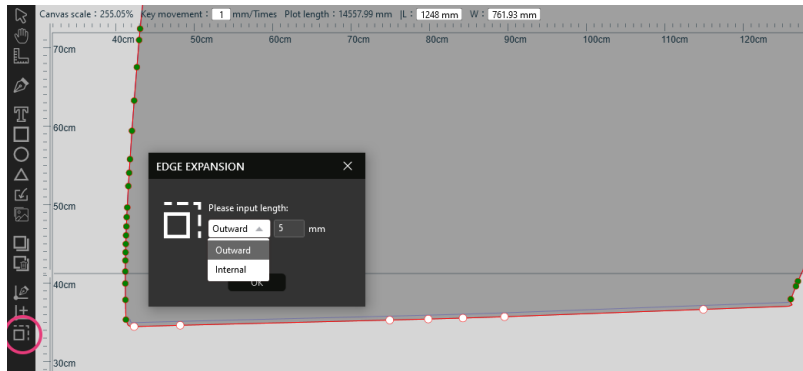 Canvas scale : 255.05% Key movement : 1 mm/Times Plot length : 14557.99 mm |L : 1248 mm W : 761.93 mm
40cm 50cm 60cm 70cm 80cm 90cm 100cm 110cm 120cm
70cm
60cm
EDGE EXPANSION
Please input length:
50cm
Outward 5 mm
Outward
Internal
OK
40cm
30cm